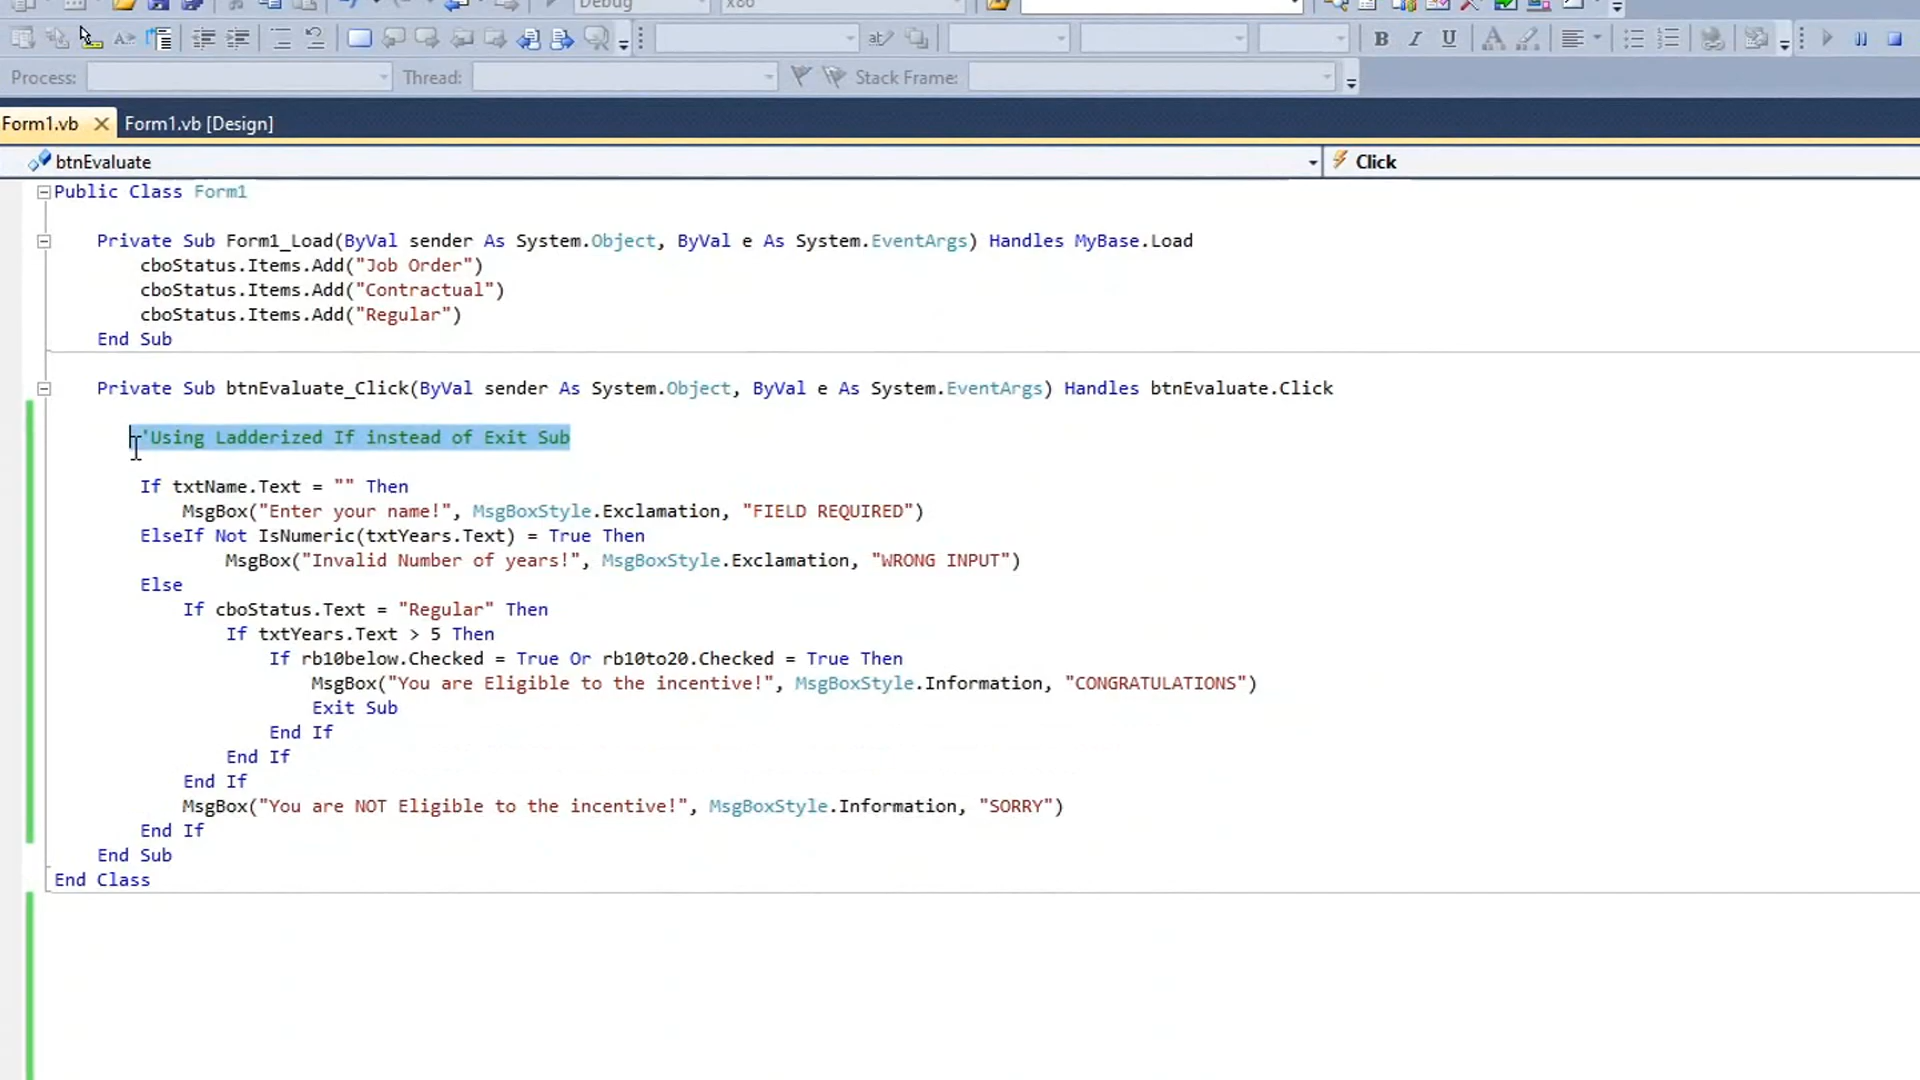 Debug x86
Process: Thread: Stack Frame:
Form1.vb Form1.vb [Design]
btnEvaluate Click
Public Class Form1
Private Sub Form1_Load(ByVal sender As System.Object, ByVal e As System.EventArgs) Handles MyBase.Load
cboStatus.Items.Add("Job Order")
cboStatus.Items.Add("Contractual")
cboStatus.Items.Add("Regular")
End Sub
Private Sub btnEvaluate_Click(ByVal sender As System.Object, ByVal e As System.EventArgs) Handles btnEvaluate.Click
'Using Ladderized If instead of Exit Sub
If txtName.Text = "" Then
MsgBox("Enter your name!", MsgBoxStyle.Exclamation, "FIELD REQUIRED")
ElseIf Not IsNumeric(txtYears.Text) = True Then
MsgBox("Invalid Number of years!", MsgBoxStyle.Exclamation, "WRONG INPUT")
Else
If cboStatus.Text = "Regular" Then
If txtYears.Text > 5 Then
If rb10below.Checked = True Or rb10to20.Checked = True Then
MsgBox("You are Eligible to the incentive!", MsgBoxStyle.Information, "CONGRATULATIONS")
Exit Sub
End If
End If
End If
MsgBox("You are NOT Eligible to the incentive!", MsgBoxStyle.Information, "SORRY")
End If
End Sub
End Class